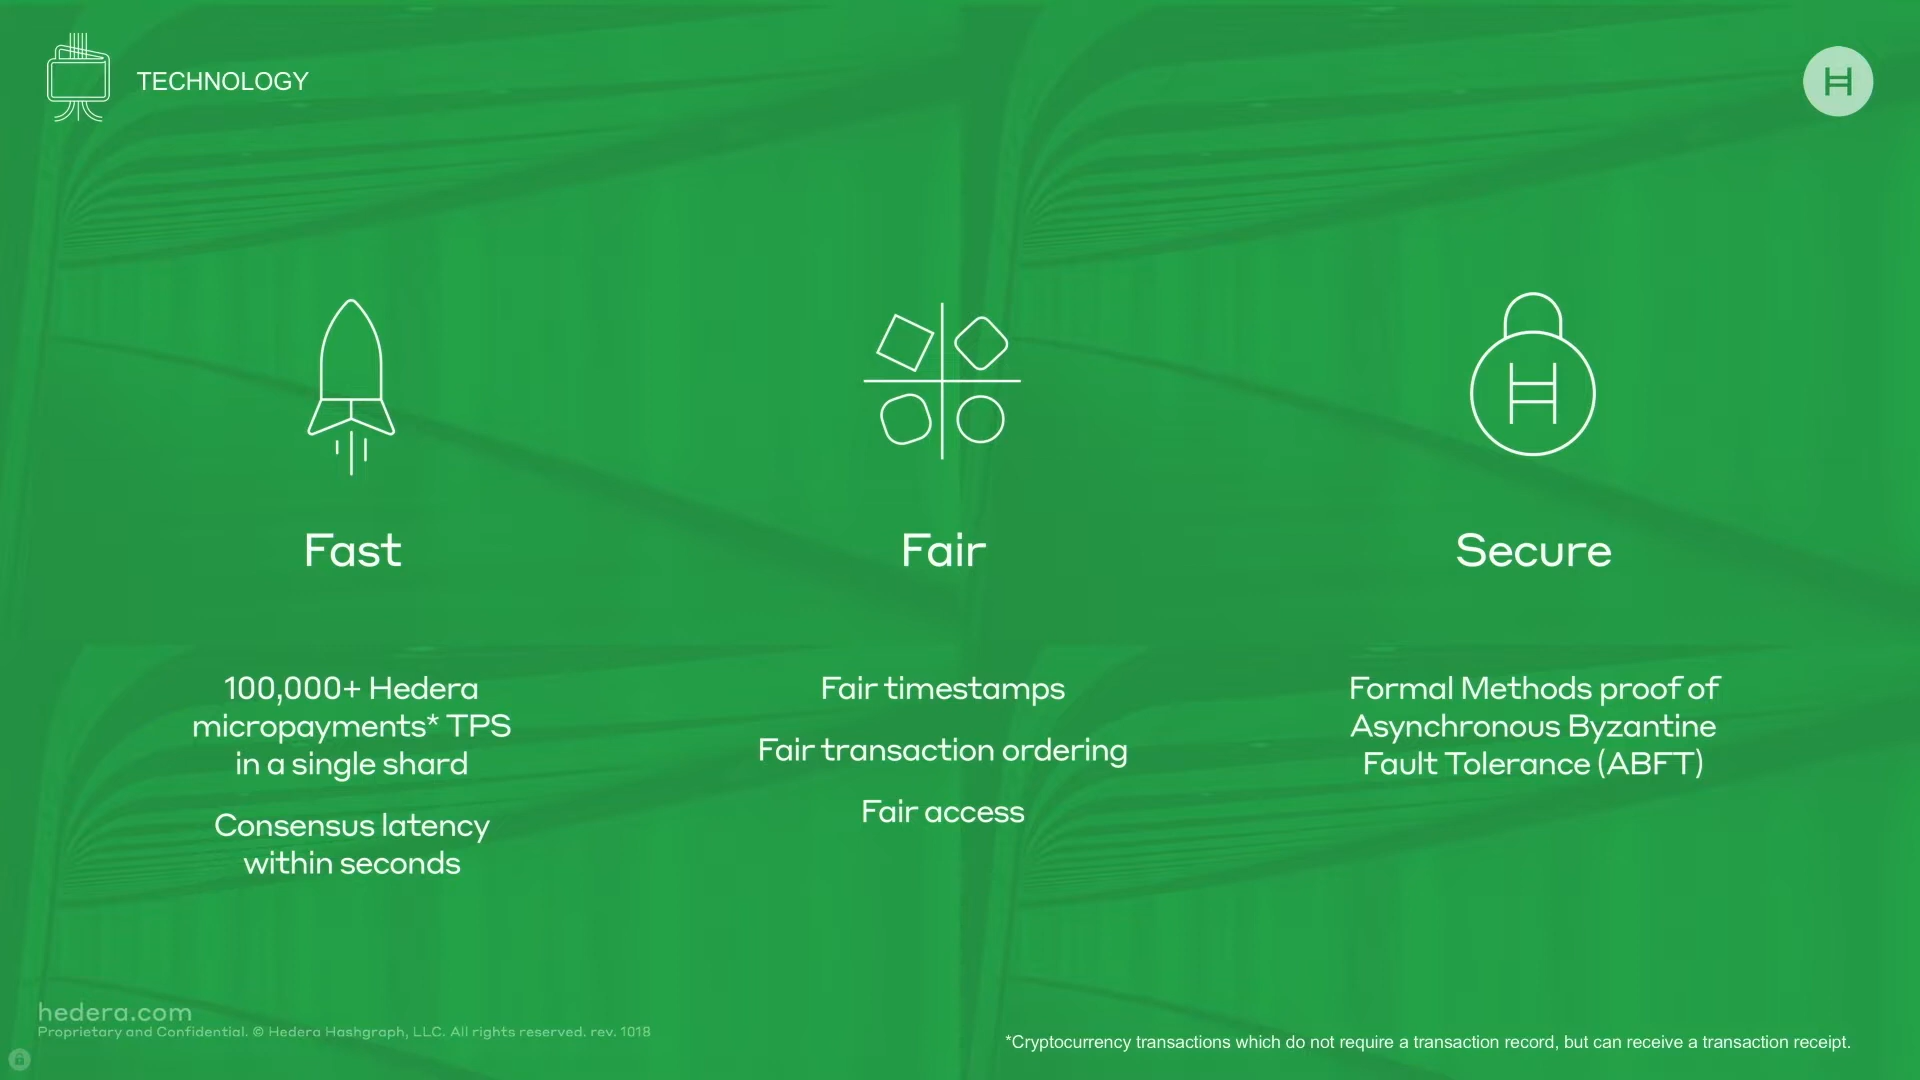 TECHNOLOGY
H
H
Fast
Fair
Secure
100,000+ Hedera
micropayments* TPS
in a single shard
Consensus latency
within seconds
Fair timestamps
Fair transaction ordering
Fair access
Formal Methods proof of
Asynchronous Byzantine
Fault Tolerance (ABFT)
hedera.com
Proprietary and Confidential. © Hedera Hashgraph, LLC. All rights reserved. rev. 1018
*Cryptocurrency transactions which do not require a transaction record, but can receive a transaction receipt.